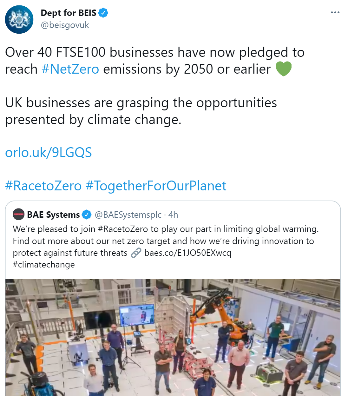 Dept for BEIS
@beisgovuk
Over 40 FTSE100 businesses have now pledged to
reach #NetZero emissions by 2050 or earlier 💚
UK businesses are grasping the opportunities
presented by climate change.
orlo.uk/9LGQS
#RacetoZero #TogetherForOurPlanet
BAE Systems @BAESystemsplc · 4h
We're pleased to join #RacetoZero to play our part in limiting global warming.
Find out more about our net zero target and how we're driving innovation to
protect against future threats 🔗 baes.co/E1JO50EXwcq
#climatechange